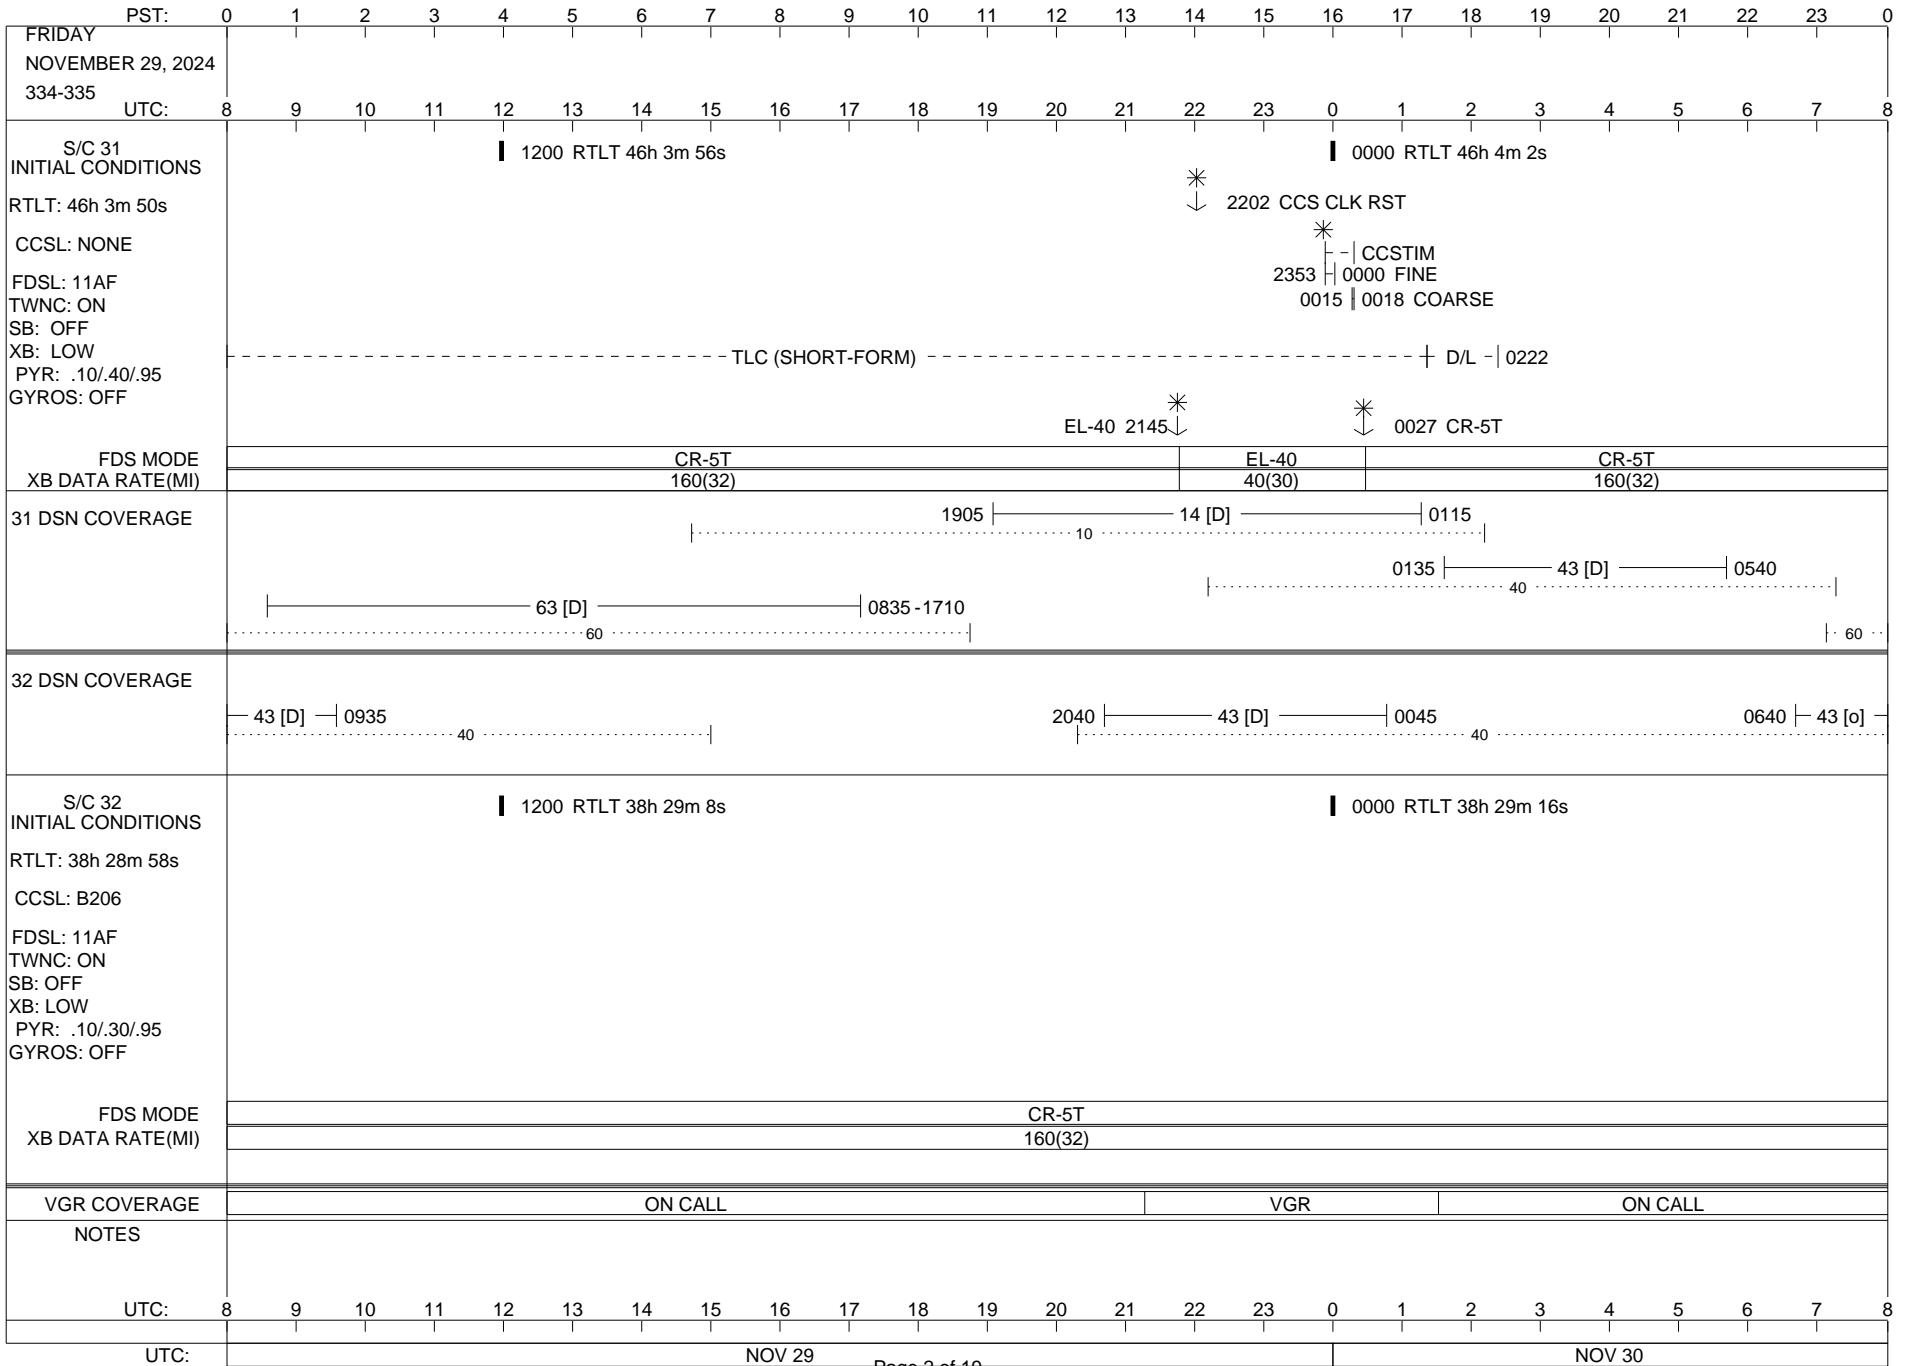 PST: 0 1 2 3 4 5 6 7 8 9 10 11 12 13 14 15 16 17 18 19 20 21 22 23 0
FRIDAY
NOVEMBER 29, 2024
334-335
UTC: 8 9 10 11 12 13 14 15 16 17 18 19 20 21 22 23 0 1 2 3 4 5 6 7 8
S/C 31
INITIAL CONDITIONS
RTLT: 46h 3m 50s
CCSL: NONE
FDSL: 11AF
TWNC: ON
SB: OFF
XB: LOW
PYR: .10/.40/.95
GYROS: OFF
1200 RTLT 46h 3m 56s
0000 RTLT 46h 4m 2s
2202 CCS CLK RST
CCSTIM
2353 0000 FINE
0015 0018 COARSE
TLC (SHORT-FORM) D/L 0222
EL-40 2145 0027 CR-5T
FDS MODE CR-5T EL-40 CR-5T
XB DATA RATE(MI) 160(32) 40(30) 160(32)
31 DSN COVERAGE
1905 14 [D] 0115
10
0135 43 [D] 0540
40
63 [D] 0835-1710
60 60
32 DSN COVERAGE
43 [D] 0935 2040 43 [D] 0045 0640 43 [o]
40 40
S/C 32
INITIAL CONDITIONS
RTLT: 38h 28m 58s
CCSL: B206
FDSL: 11AF
TWNC: ON
SB: OFF
XB: LOW
PYR: .10/.30/.95
GYROS: OFF
1200 RTLT 38h 29m 8s
0000 RTLT 38h 29m 16s
FDS MODE CR-5T
XB DATA RATE(MI) 160(32)
VGR COVERAGE ON CALL VGR ON CALL
NOTES
UTC: 8 9 10 11 12 13 14 15 16 17 18 19 20 21 22 23 0 1 2 3 4 5 6 7 8
UTC: NOV 29 NOV 30